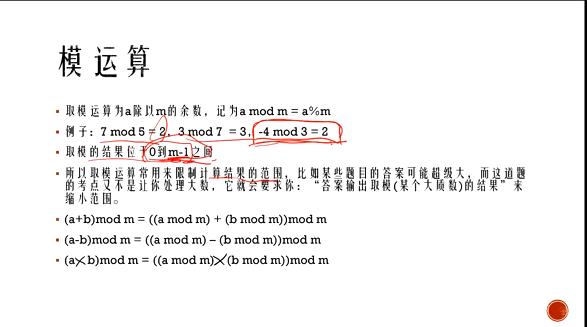 模运算
取模运算为a除以m的余数，记为a mod m = a%m
例子：7 mod 5 = 2，3 mod 7 = 3，-4 mod 3 = 2
取模的结果位于0到m-1之间
所以取模运算常用来限制计算结果的范围，比如某些题目的答案可能超级大，而这道题
的考点又不是让你处理大数，它就会要求你：“答案输出取模(某个大质数)的结果”来
缩小范围。
(a+b)mod m = ((a mod m) + (b mod m))mod m
(a-b)mod m = ((a mod m) – (b mod m))mod m
(a×b)mod m = ((a mod m)×(b mod m))mod m